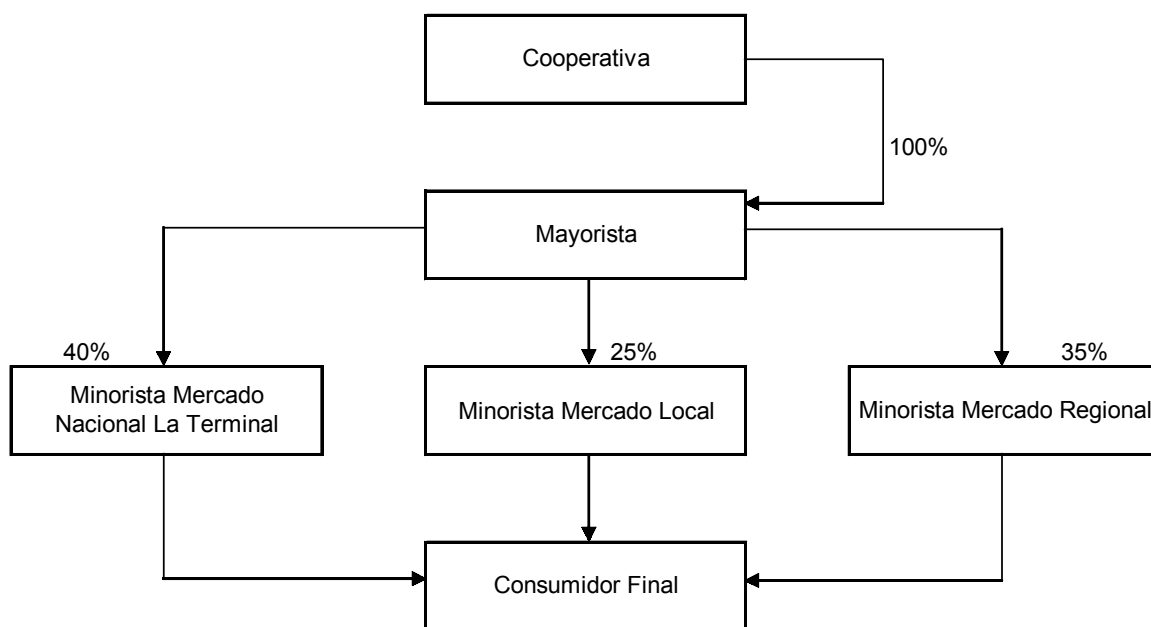 Cooperativa
100%
Mayorista
40%
25%
35%
Minorista Mercado
Nacional La Terminal
Minorista Mercado Local
Minorista Mercado Regional
Consumidor Final